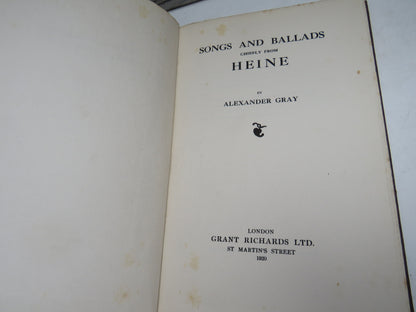 SONGS AND BALLADS
CHIEFLY FROM
HEINE
BY
ALEXANDER GRAY
LONDON
GRANT RICHARDS LTD.
ST MARTIN'S STREET
1920